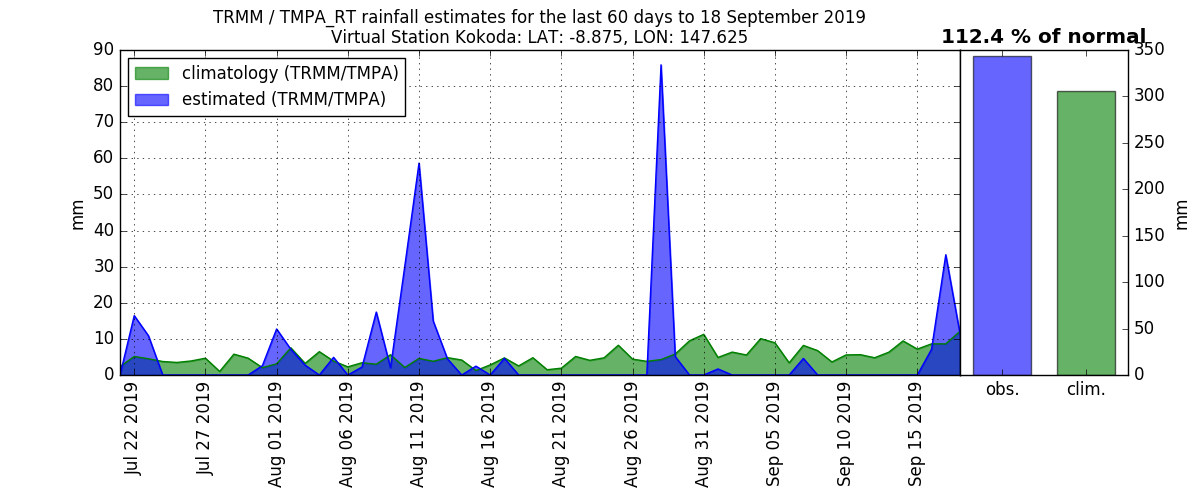 TRMM / TMPA_RT rainfall estimates for the last 60 days to 18 September 2019
Virtual Station Kokoda: LAT: -8.875, LON: 147.625
112.4 % of normal
climatology (TRMM/TMPA)
estimated (TRMM/TMPA)
mm
90
80
70
60
50
40
30
20
10
0
Jul 22 2019
Jul 27 2019
Aug 01 2019
Aug 06 2019
Aug 11 2019
Aug 16 2019
Aug 21 2019
Aug 26 2019
Aug 31 2019
Sep 05 2019
Sep 10 2019
Sep 15 2019
obs.
clim.
350
300
250
200
150
100
50
0
mm